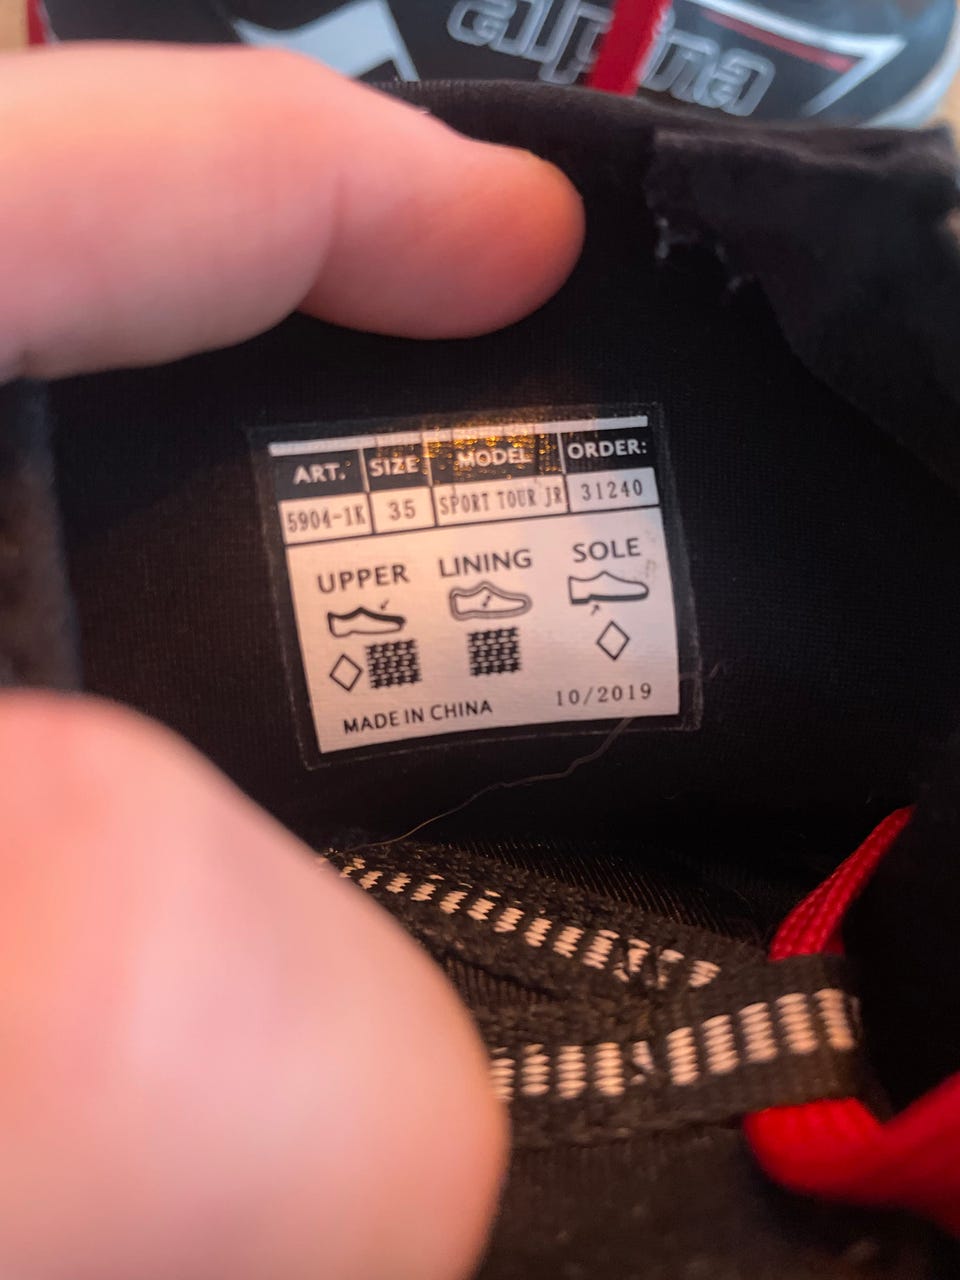 alpina
ART. SIZE MODEL ORDER:
5904-1K 35 SPORT TOUR JR 31240
UPPER LINING SOLE
MADE IN CHINA 10/2019